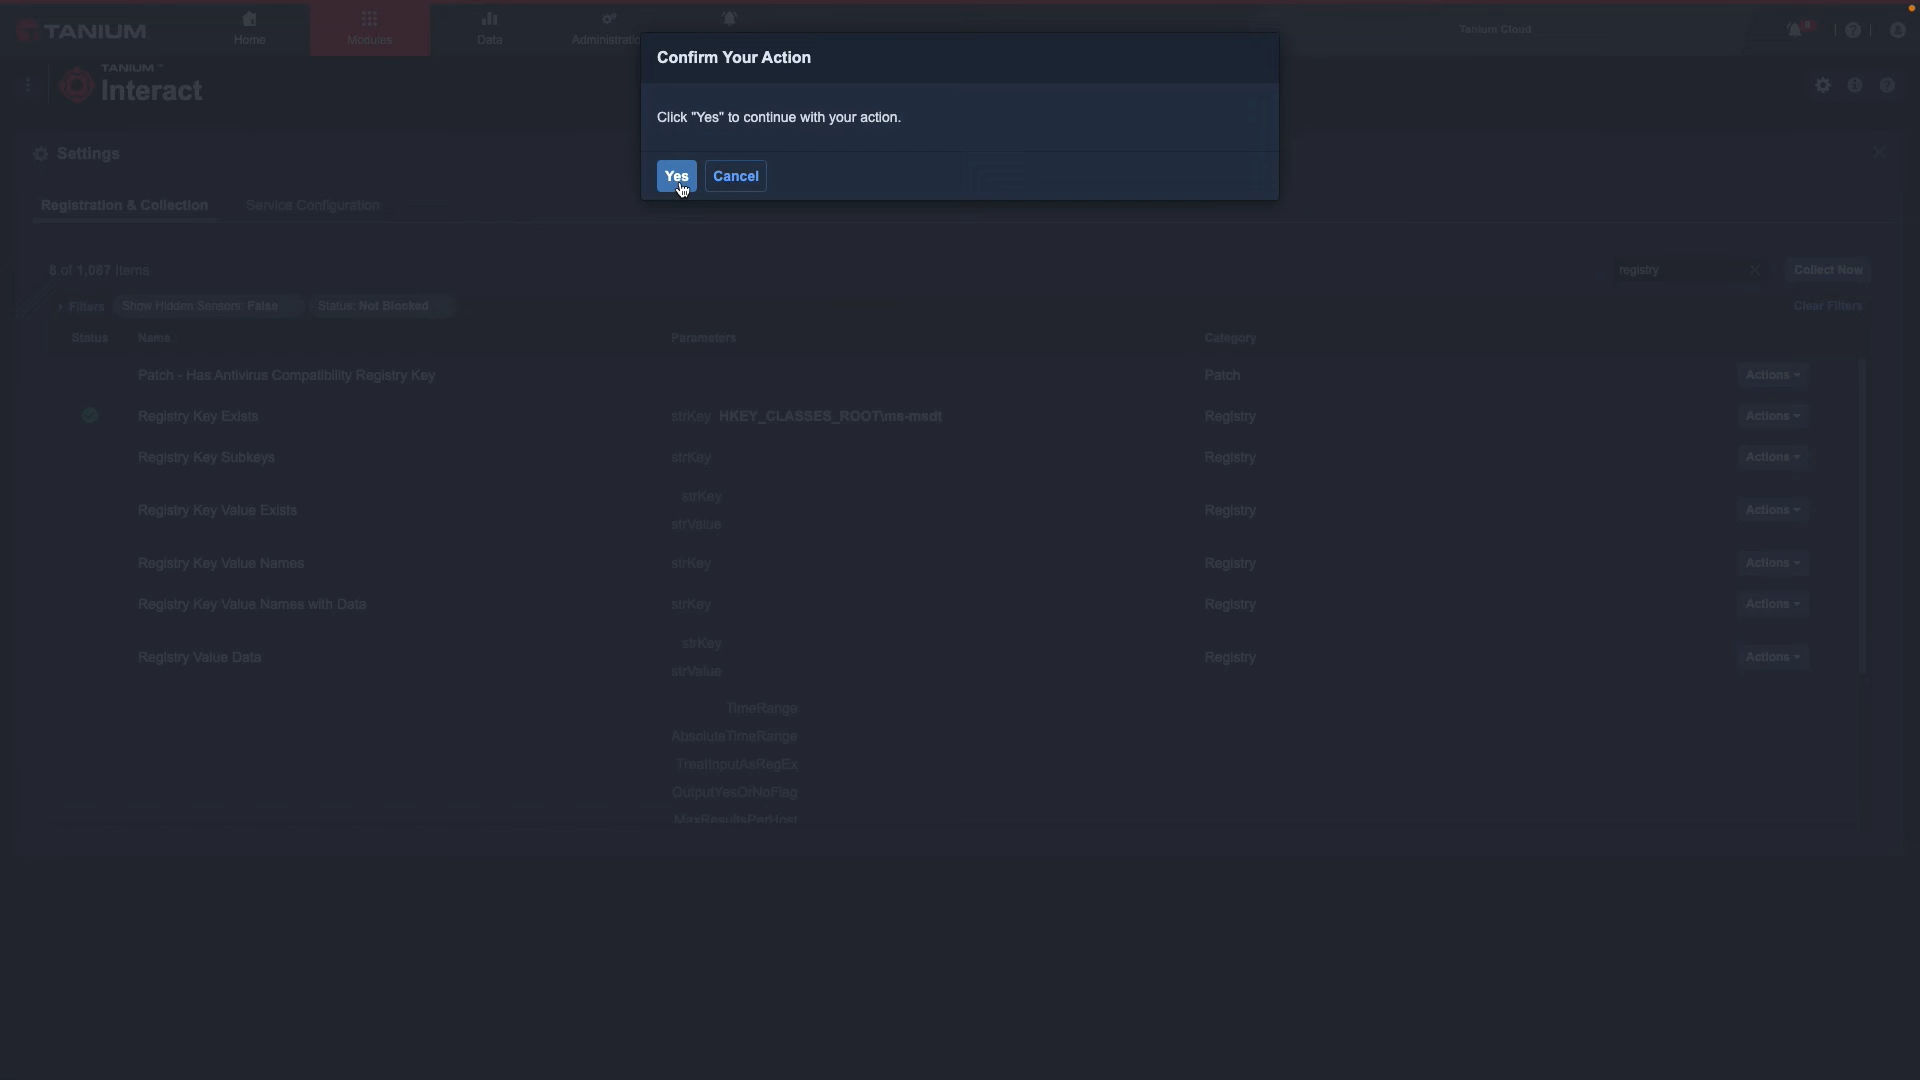 TANIUM
Home
Modules
Data
Administratio
Tanium Cloud
TANIUM™
Interact
Confirm Your Action
Click "Yes" to continue with your action.
Yes
Cancel
Settings
Registration & Collection
Service Configuration
8 of 1,087 Items
registry
Collect Now
Filters
Show Hidden Sensors: False
Status: Not Blocked
Clear Filters
Status
Name
Parameters
Category
Patch - Has Antivirus Compatibility Registry Key
Patch
Actions
Registry Key Exists
strKey HKEY_CLASSES_ROOT\ms-msdt
Registry
Actions
Registry Key Subkeys
strKey
Registry
Actions
Registry Key Value Exists
strKey
strValue
Registry
Actions
Registry Key Value Names
strKey
Registry
Actions
Registry Key Value Names with Data
strKey
Registry
Actions
Registry Value Data
strKey
strValue
Registry
Actions
TimeRange
AbsoluteTimeRange
TreatInputAsRegEx
OutputYesOrNoFlag
MaxResultsPerHost